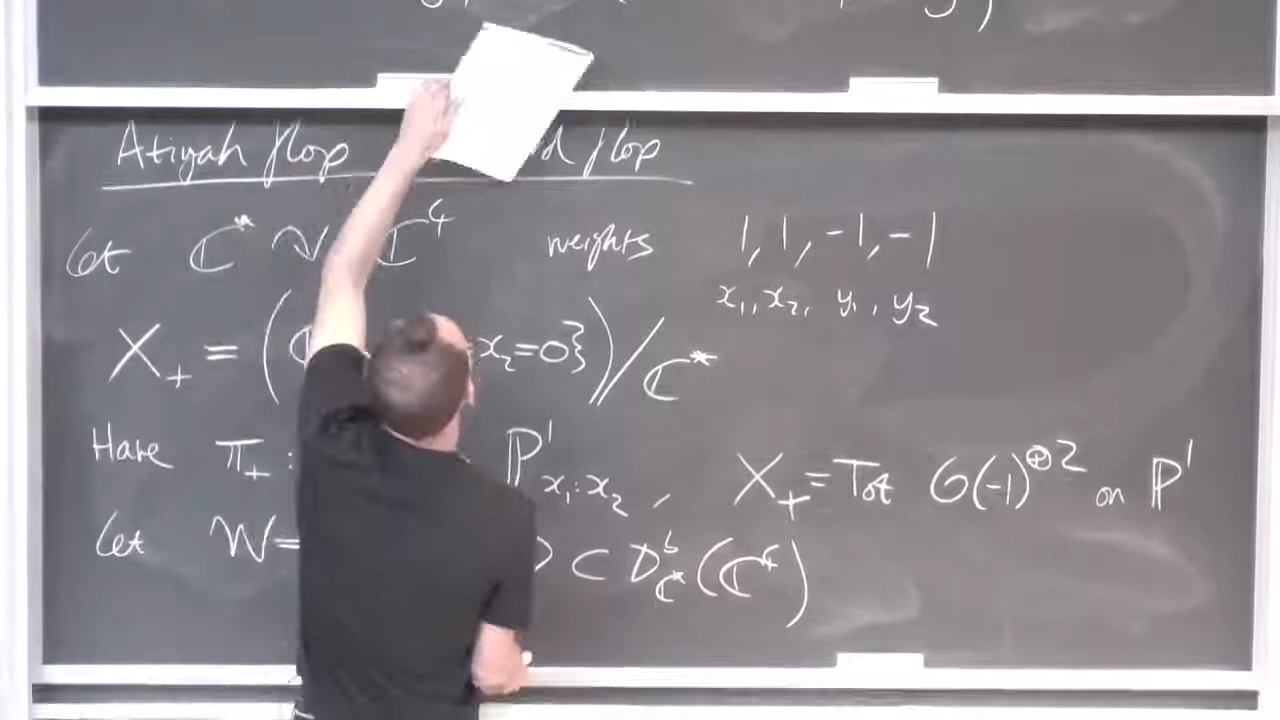 Atiyah flop flop
Let C* ↷ C⁴ weights 1, 1, -1, -1
x₁, x₂, y₁, y₂
X₊ = ( x₂=0}) / C*
Have π₊: P¹_{x₁:x₂}, X₊ = Tot O(-1)^{⊕2} on P¹
Let W= ⊂ D^b_{C*}(C⁴)